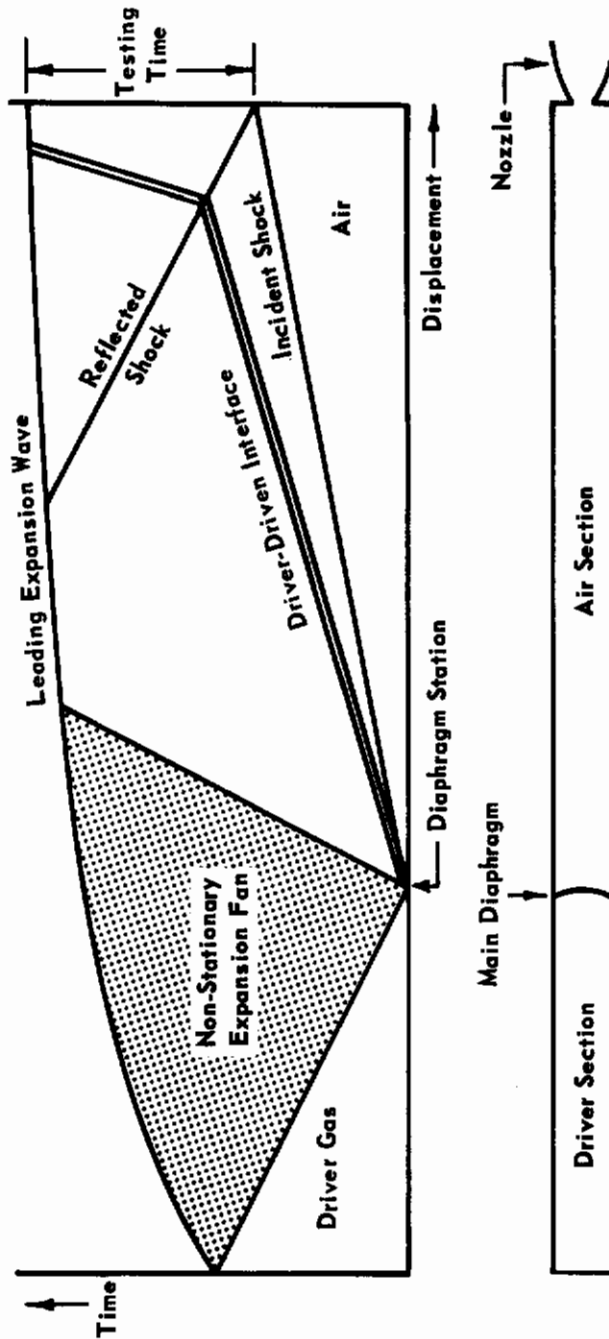 Time
Testing
Time
Leading Expansion Wave
Reflected
Shock
Non-Stationary
Expansion Fan
Driver-Driven Interface
Incident Shock
Driver Gas
Air
Diaphragm Station
Displacement
Main Diaphragm
Nozzle
Driver Section
Air Section